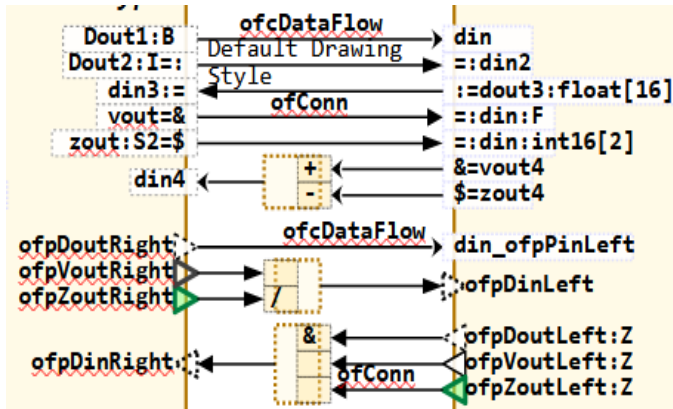 ofcDataFlow
Dout1:B din
Default Drawing
Dout2:I=: =:din2
Style
din3:= :=dout3:float[16]
ofConn
vout=& =:din:F
zout:S2=$ =:din:int16[2]
+ &=vout4
din4
- $=zout4
ofcDataFlow
ofpDoutRight din_ofpPinLeft
ofpVoutRight
ofpDinLeft
ofpZoutRight /
& ofpDoutLeft:Z
ofpDinRight ofpVoutLeft:Z
ofConn
ofpZoutLeft:Z